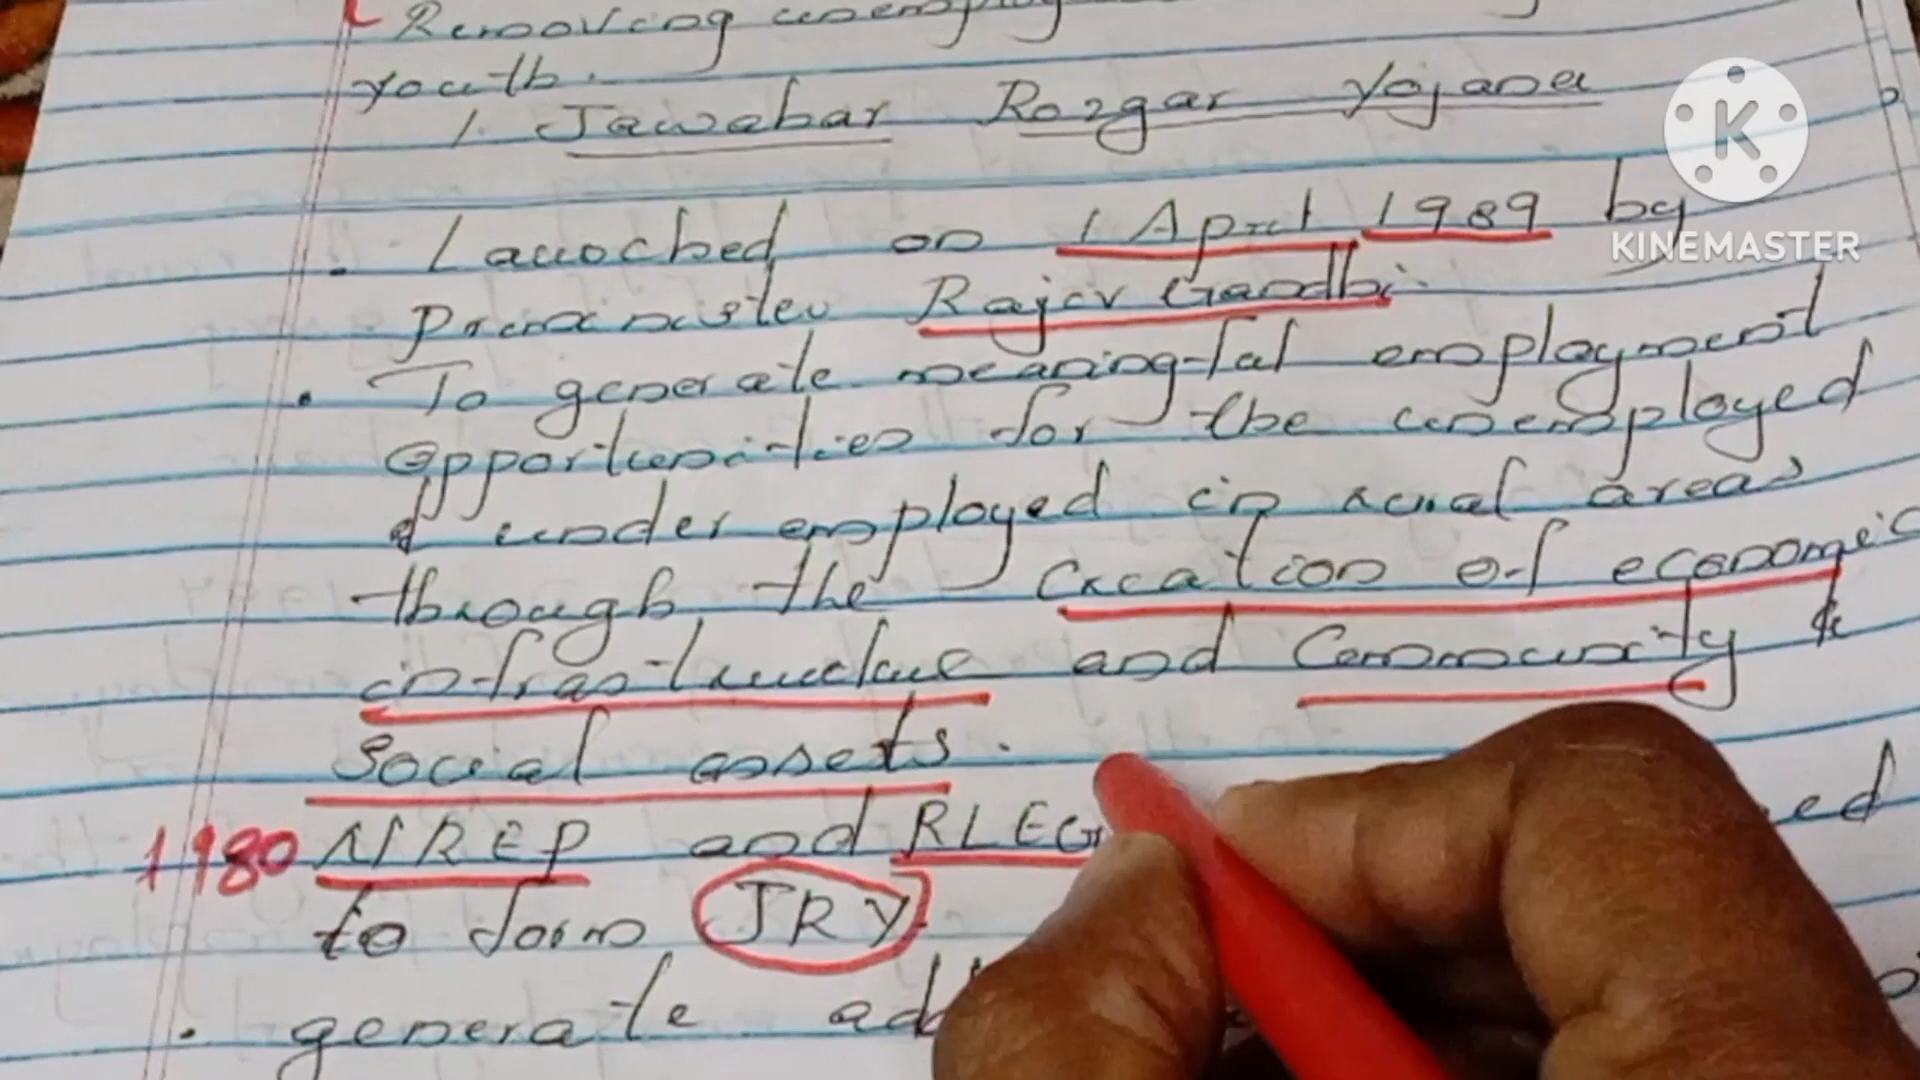 Removing
youth.
1. Jawahar Rozgar Yojana
. Launched on 1 April 1989 by
Priminister Rajiv Gandhi.
. To generate meaningful employment
opportunities for the unemployed
& under employed in rural areas
through the creation of economic
infrastructure and Community &
Social assets.
1980 NREP and RLEG
to form JRY
. generate
K
KINEMASTER